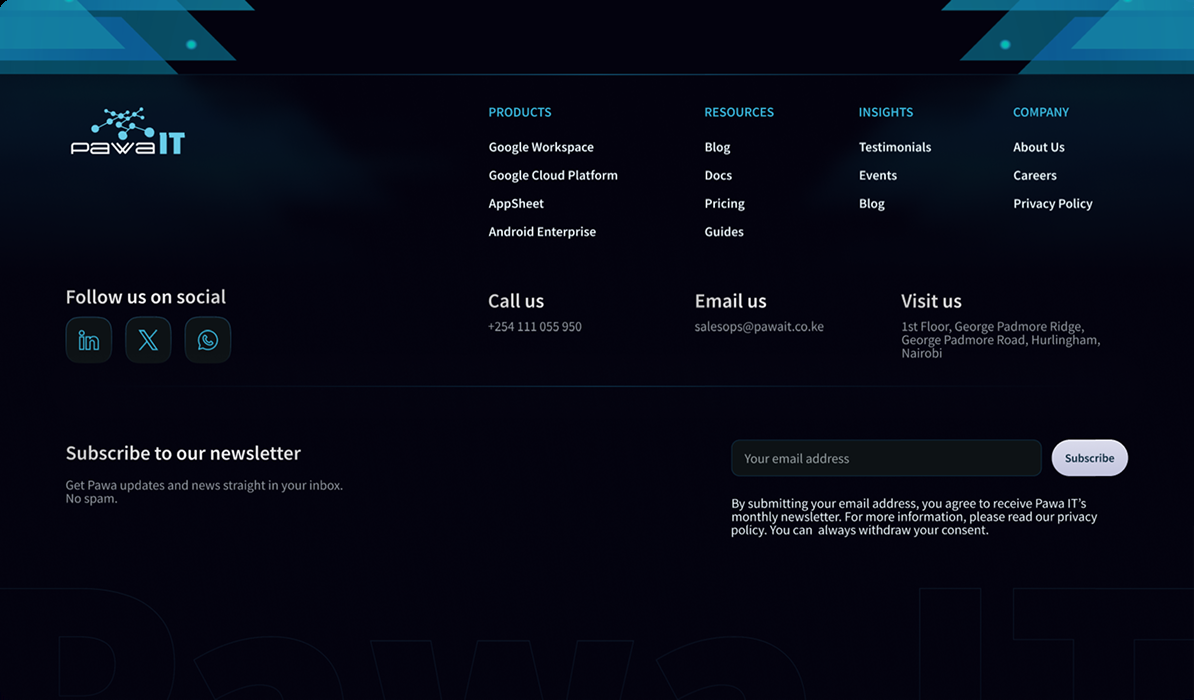 pawaIT
PRODUCTS
Google Workspace
Google Cloud Platform
AppSheet
Android Enterprise
RESOURCES
Blog
Docs
Pricing
Guides
INSIGHTS
Testimonials
Events
Blog
COMPANY
About Us
Careers
Privacy Policy
Follow us on social
in
X
Call us
+254 111 055 950
Email us
salesops@pawait.co.ke
Visit us
1st Floor, George Padmore Ridge,
George Padmore Road, Hurlingham,
Nairobi
Subscribe to our newsletter
Get Pawa updates and news straight in your inbox.
No spam.
Your email address
Subscribe
By submitting your email address, you agree to receive Pawa IT’s
monthly newsletter. For more information, please read our privacy
policy. You can  always withdraw your consent.
Pawa IT